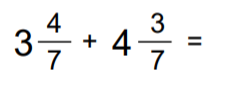 3 4/7 + 4 3/7 =